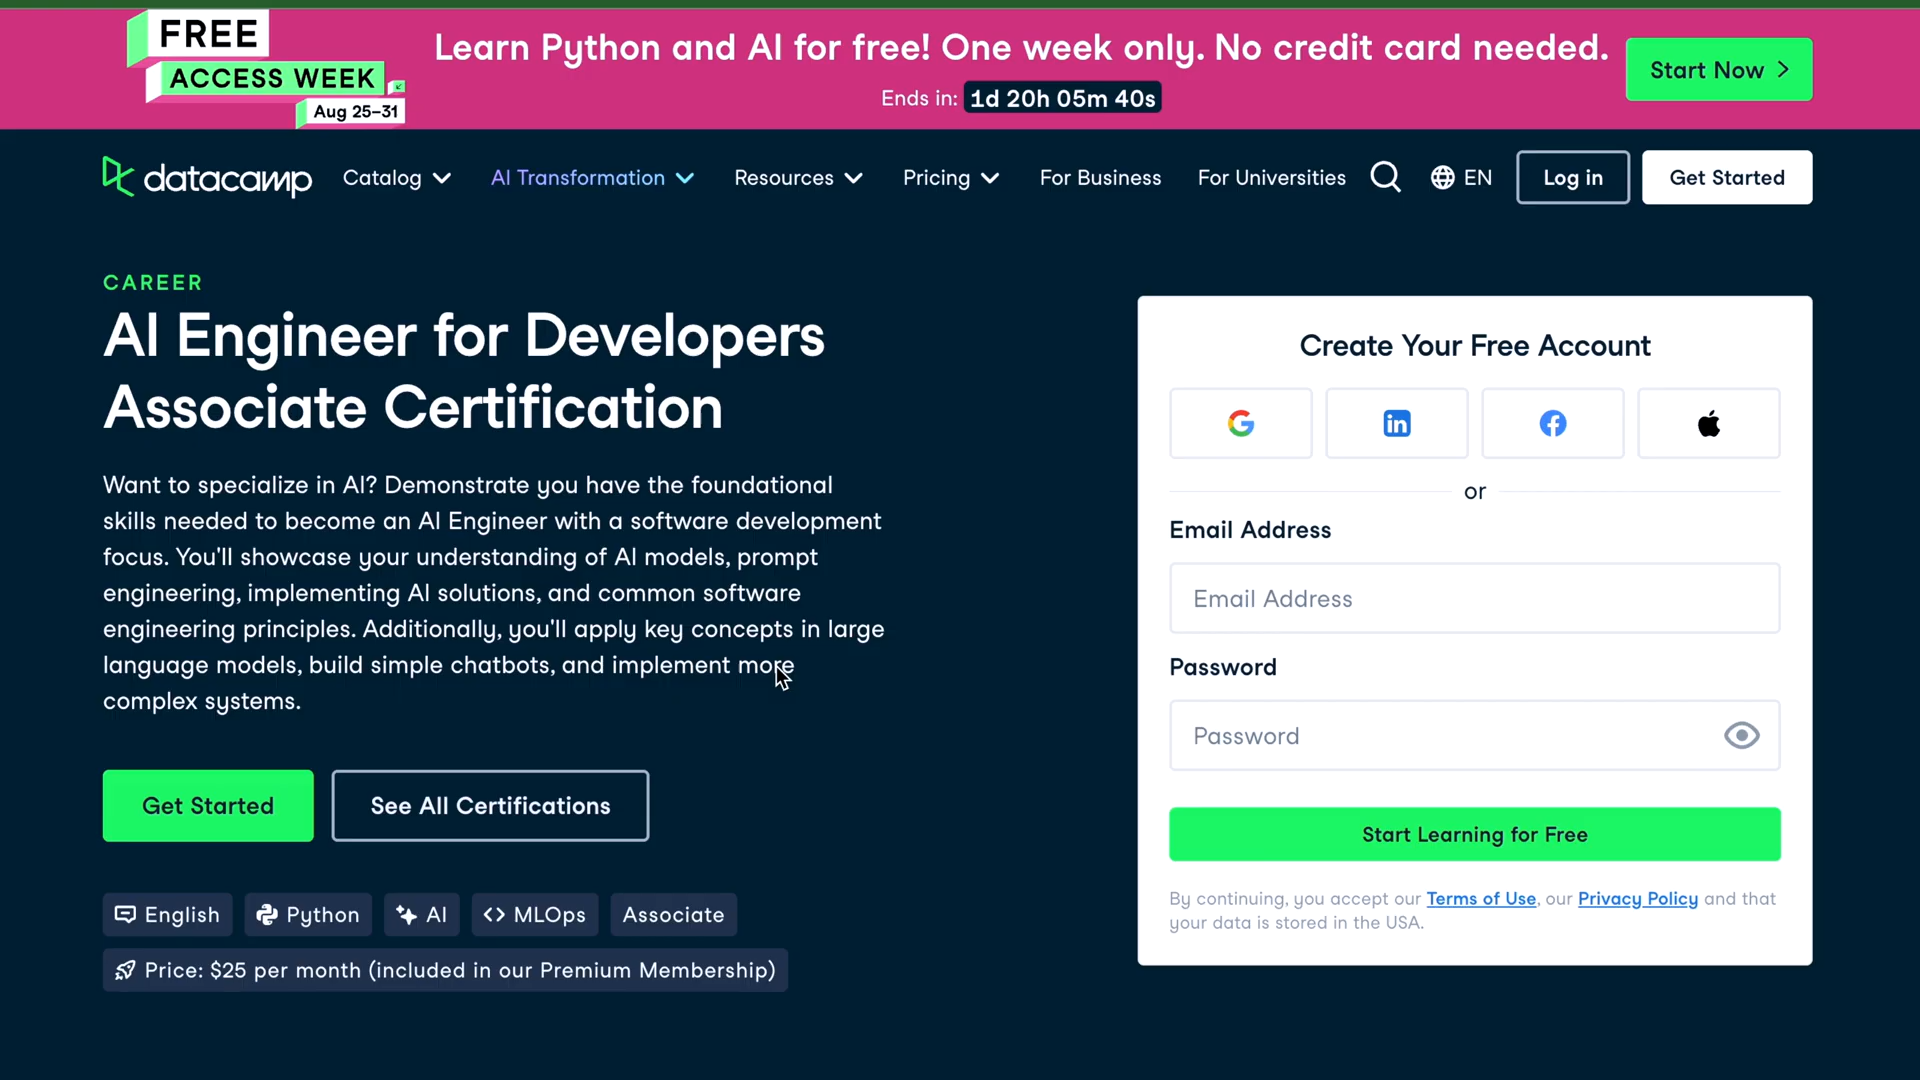 FREE
ACCESS WEEK
Aug 25–31
Learn Python and AI for free! One week only. No credit card needed.
Ends in: 1d 20h 05m 40s
Start Now
datacamp
Catalog
AI Transformation
Resources
Pricing
For Business
For Universities
EN
Log in
Get Started
CAREER
AI Engineer for Developers
Associate Certification
Want to specialize in AI? Demonstrate you have the foundational
skills needed to become an AI Engineer with a software development
focus. You'll showcase your understanding of AI models, prompt
engineering, implementing AI solutions, and common software
engineering principles. Additionally, you'll apply key concepts in large
language models, build simple chatbots, and implement more
complex systems.
Get Started
See All Certifications
English
Python
AI
MLOps
Associate
Price: $25 per month (included in our Premium Membership)
Create Your Free Account
or
Email Address
Email Address
Password
Password
Start Learning for Free
By continuing, you accept our Terms of Use, our Privacy Policy and that
your data is stored in the USA.